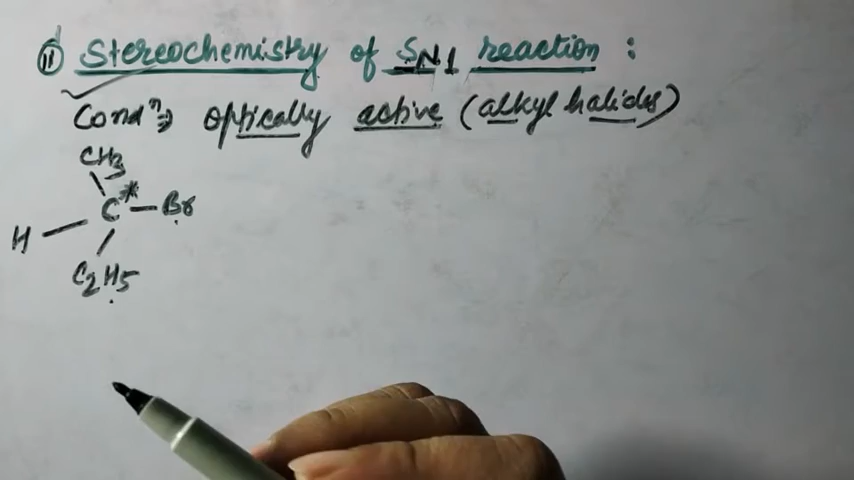 (ii) Stereochemistry of SN1 reaction :
Condⁿ ⇒ optically active (alkyl halides)
CH3
H — C* — Br
C2H5